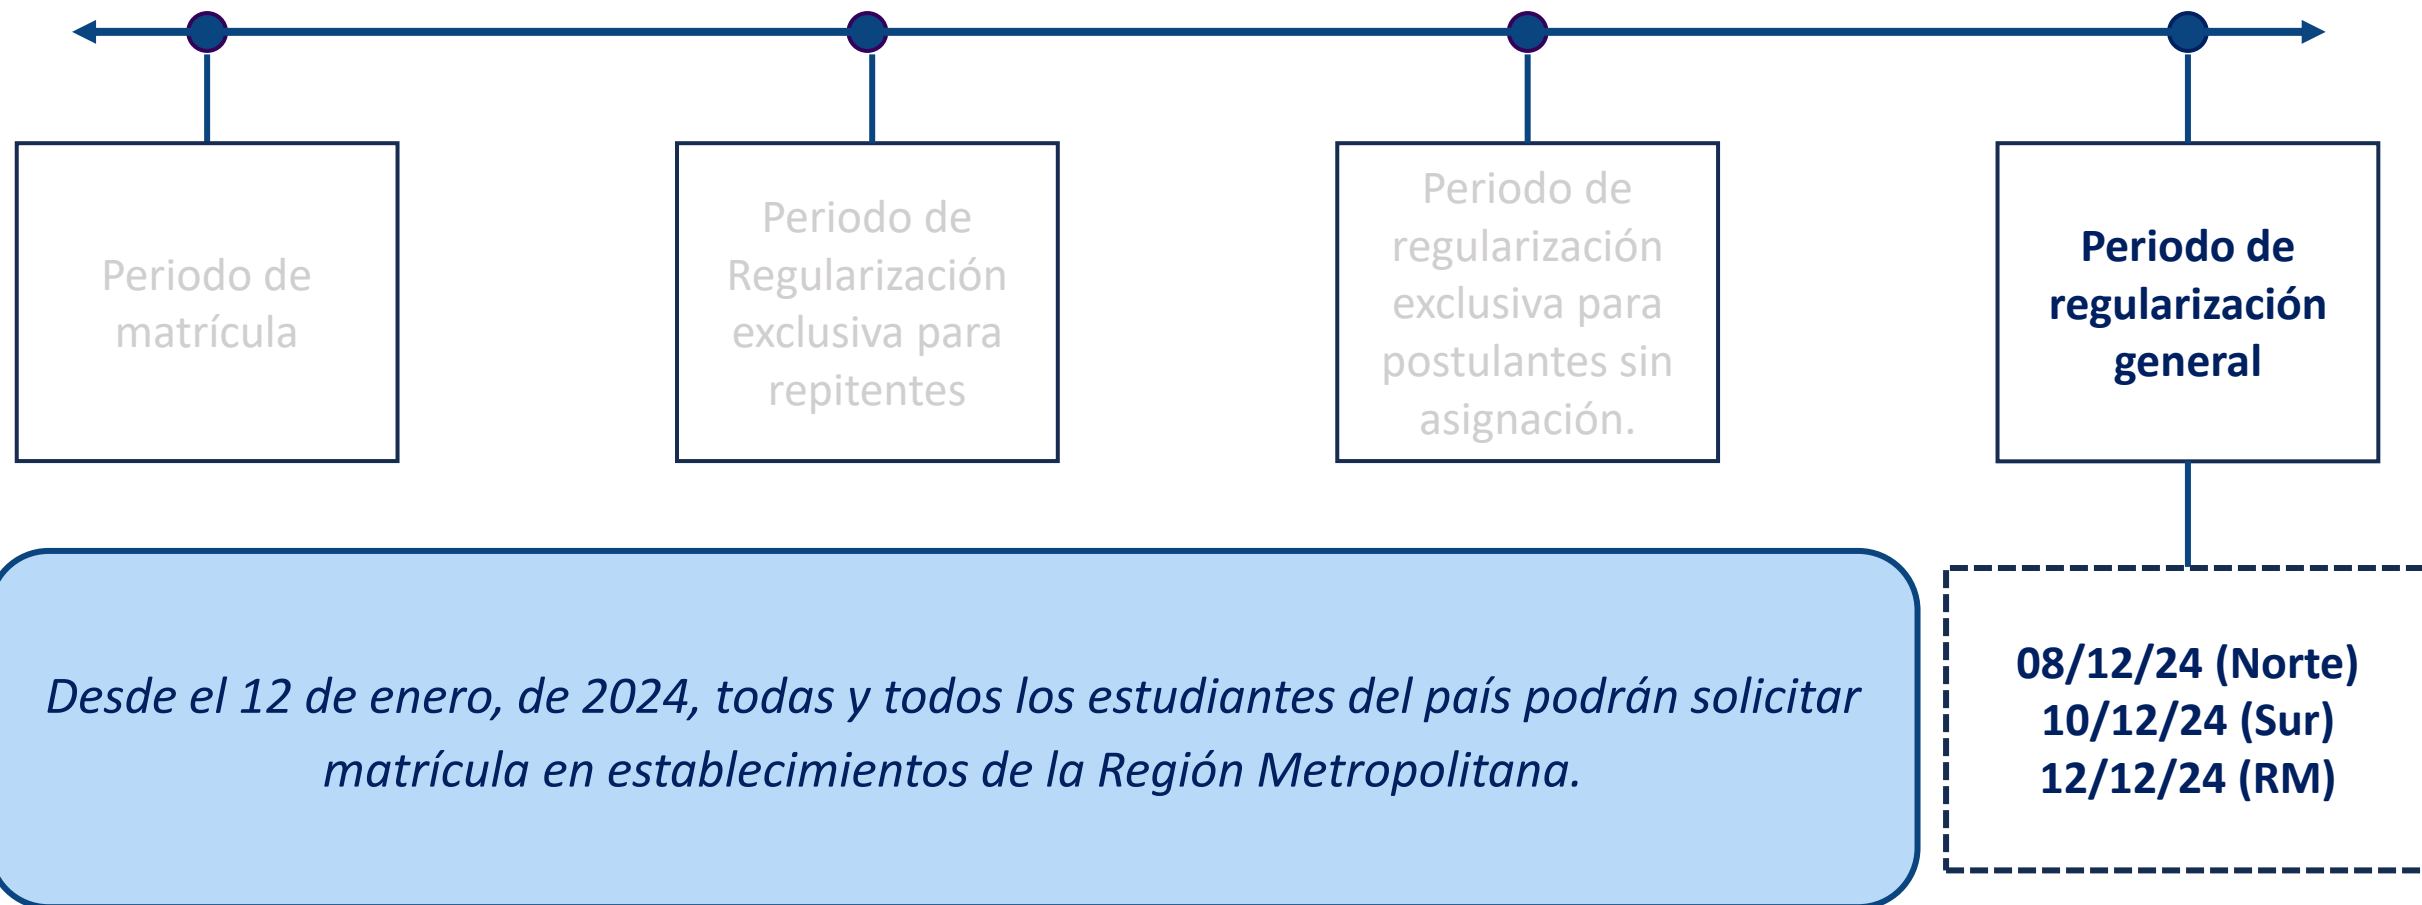 Periodo de
matrícula
Periodo de
Regularización
exclusiva para
repitentes
Periodo de
regularización
exclusiva para
postulantes sin
asignación.
Periodo de
regularización
general
Desde el 12 de enero, de 2024, todas y todos los estudiantes del país podrán solicitar
matrícula en establecimientos de la Región Metropolitana.
08/12/24 (Norte)
10/12/24 (Sur)
12/12/24 (RM)